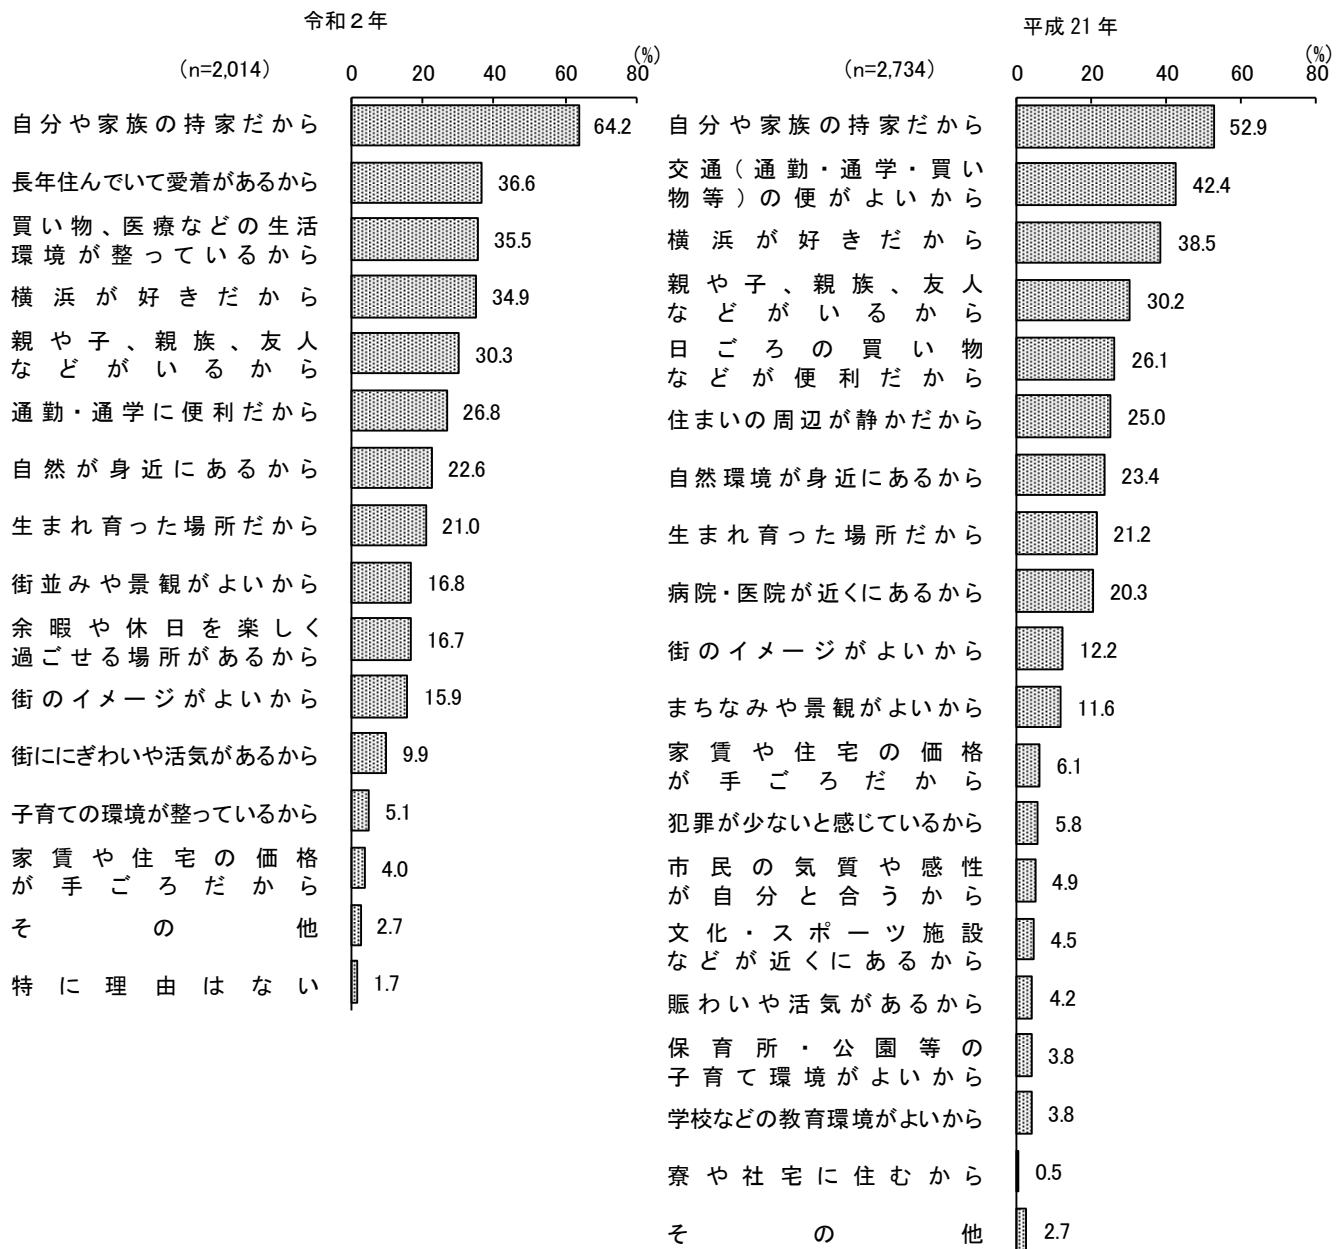 令和2年
(n=2,014)
(%)
0 20 40 60 80
自分や家族の持家だから 64.2
長年住んでいて愛着があるから 36.6
買い物、医療などの生活
環境が整っているから 35.5
横浜が好きだから 34.9
親や子、親族、友人
などがいるから 30.3
通勤・通学に便利だから 26.8
自然が身近にあるから 22.6
生まれ育った場所だから 21.0
街並みや景観がよいから 16.8
余暇や休日を楽しく
過ごせる場所があるから 16.7
街のイメージがよいから 15.9
街ににぎわいや活気があるから 9.9
子育ての環境が整っているから 5.1
家賃や住宅の価格
が手ごろだから 4.0
その他 2.7
特に理由はない 1.7
平成21年
(n=2,734)
(%)
0 20 40 60 80
自分や家族の持家だから 52.9
交通(通勤・通学・買い
物等)の便がよいから 42.4
横浜が好きだから 38.5
親や子、親族、友人
などがいるから 30.2
日ごろの買い物
などが便利だから 26.1
住まいの周辺が静かだから 25.0
自然環境が身近にあるから 23.4
生まれ育った場所だから 21.2
病院・医院が近くにあるから 20.3
街のイメージがよいから 12.2
まちなみや景観がよいから 11.6
家賃や住宅の価格
が手ごろだから 6.1
犯罪が少ないと感じているから 5.8
市民の気質や感性
が自分と合うから 4.9
文化・スポーツ施設
などが近くにあるから 4.5
賑わいや活気があるから 4.2
保育所・公園等の
子育て環境がよいから 3.8
学校などの教育環境がよいから 3.8
寮や社宅に住むから 0.5
その他 2.7